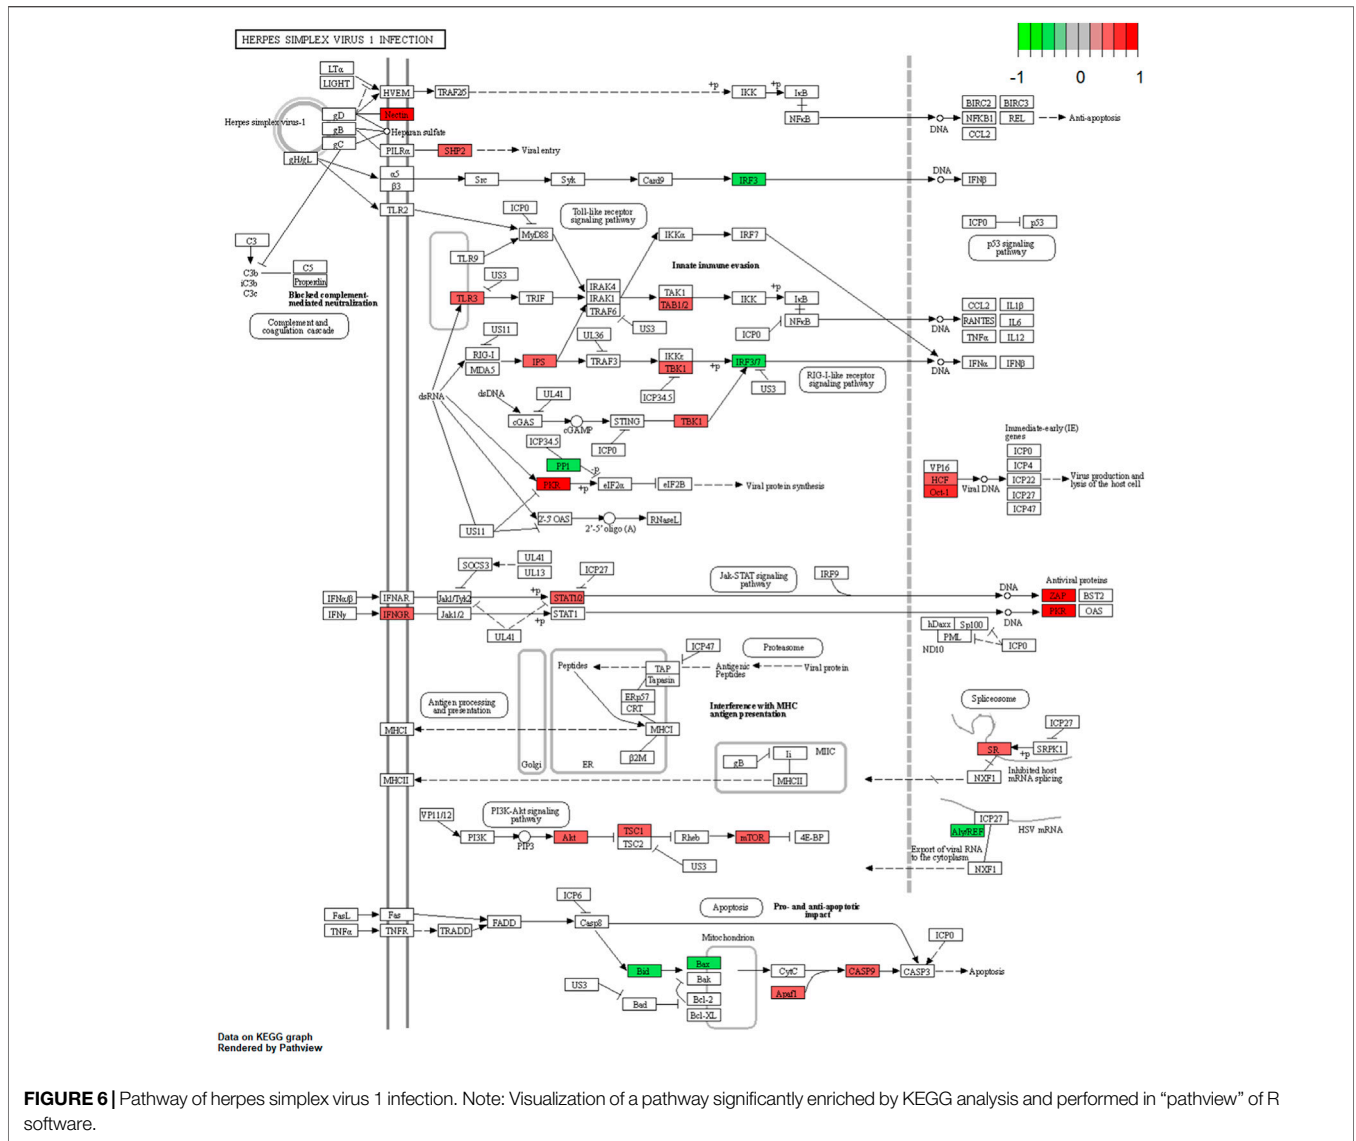 HERPES SIMPLEX VIRUS 1 INFECTION
-1 0 1
LTα
LIGHT
HVEM
TRAF2/5
+p
IKK
+p
IκB
NFκB
DNA
BIRC2 BIRC3
NFKB1 REL
CCL2
Anti-apoptosis
Herpes simplex virus-1
gD
gB
gC
gH/gL
Nectin
Heparan sulfate
PILRα
SHP2
Viral entry
α5
β3
Src
Syk
Card9
IRF3
DNA
IFNβ
TLR2
ICP0
MyD88
Toll-like receptor
signaling pathway
IKKα
IRF7
ICP0 p53
p53 signaling
pathway
C3
C3b
iC3b
C3c
C5
Properdin
Blocked complement-
mediated neutralization
Complement and
coagulation cascade
TLR9
TLR3
US3
TRIF
IRAK4
IRAK1
TRAF6
US3
Innate immune evasion
TAK1
TAB1/2
IKK
+p
IκB
NFκB
ICP0
DNA
CCL2 IL1β
RANTES IL6
TNFα IL12
US11
RIG-I
MDA5
IPS
UL36
TRAF3
IKKε
TBK1
ICP34.5
+p
IRF3/7
US3
RIG-I-like receptor
signaling pathway
DNA
IFNα IFNβ
dsRNA
dsDNA
UL41
cGAS
cGAMP
STING
ICP0
TBK1
ICP34.5
PP1
-p
PKR
+p
eIF2α
eIF2B
Viral protein synthesis
US11
2'-5' OAS
2'-5' oligo (A)
RNaseL
Immediate-early (IE)
genes
VP16
HCF
Oct-1
Viral DNA
ICP0
ICP4
ICP22
ICP27
ICP47
Virus production and
lysis of the host cell
SOCS3
UL41
UL13
ICP27
Jak-STAT signaling
pathway
IRF9
IFNα/β
IFNAR
Jak1/Tyk2
+p
STAT1/2
DNA
Antiviral proteins
ZAP BST2
IFNγ
IFNGR
Jak1/2
+p
STAT1
UL41
DNA
PKR OAS
hDaxx Sp100
PML
ND10
ICP0
ICP47
Proteasome
Peptides
TAP
Tapasin
Antigenic
Peptides
Viral protein
ERp57
CRT
Antigen processing
and presentation
Interference with MHC
antigen presentation
MHCI
MHCI
β2M
Golgi
ER
gB
Ii
MIIC
MHCII
MHCII
Spliceosome
ICP27
SR
+p
SRPK1
NXF1
Inhibited host
mRNA splicing
ICP27
Aly/REF
HSV mRNA
Export of viral RNA
to the cytoplasm
NXF1
VP11/12
PI3K-Akt signaling
pathway
PI3K
PIP3
Akt
TSC1
TSC2
Rheb
mTOR
4E-BP
US3
FasL
Fas
TNFα
TNFR
TRADD
FADD
ICP6
Casp8
Apoptosis
Pro- and anti-apoptotic
impact
ICP0
Mitochondrion
Bid
Bax
Bak
Bcl-2
Bcl-XL
US3
Bad
CytC
Apaf1
CASP9
CASP3
Apoptosis
Data on KEGG graph
Rendered by Pathview
FIGURE 6 | Pathway of herpes simplex virus 1 infection. Note: Visualization of a pathway significantly enriched by KEGG analysis and performed in “pathview” of R
software.